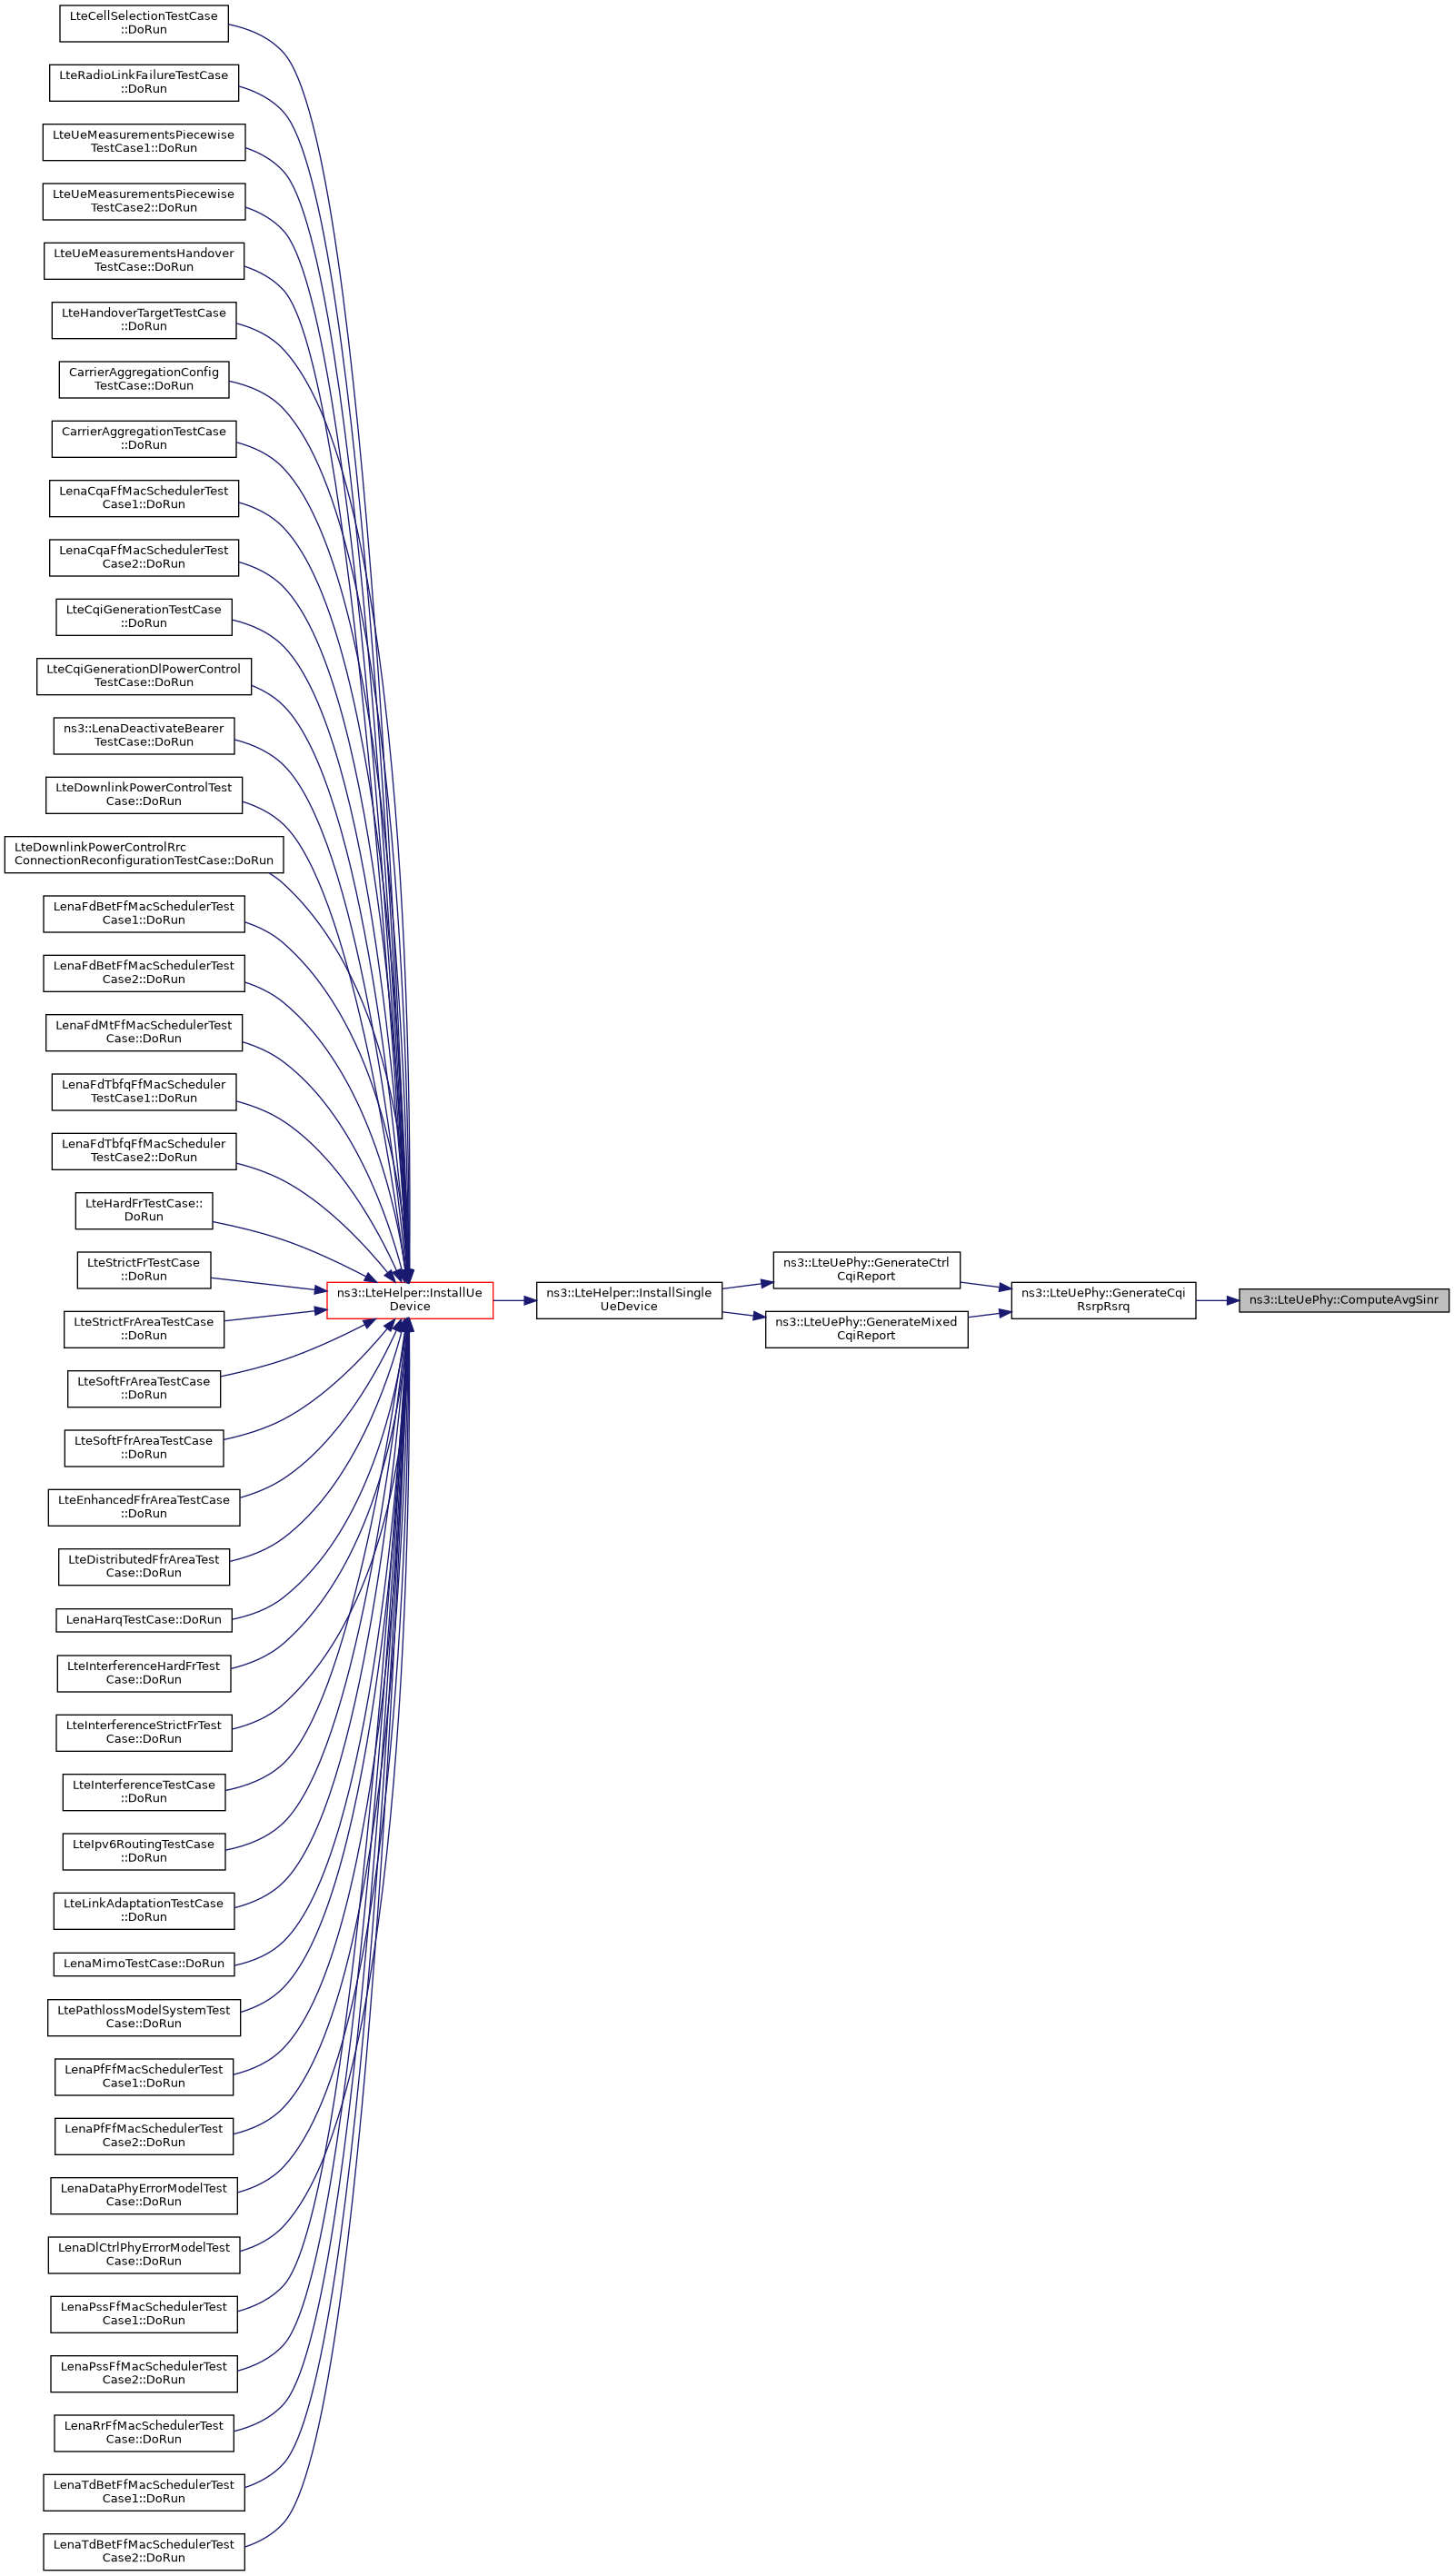 LteCellSelectionTestCase
::DoRun
LteRadioLinkFailureTestCase
::DoRun
LteUeMeasurementsPiecewise
TestCase1::DoRun
LteUeMeasurementsPiecewise
TestCase2::DoRun
LteUeMeasurementsHandover
TestCase::DoRun
LteHandoverTargetTestCase
::DoRun
CarrierAggregationConfig
TestCase::DoRun
CarrierAggregationTestCase
::DoRun
LenaCqaFfMacSchedulerTest
Case1::DoRun
LenaCqaFfMacSchedulerTest
Case2::DoRun
LteCqiGenerationTestCase
::DoRun
LteCqiGenerationDlPowerControl
TestCase::DoRun
ns3::LenaDeactivateBearer
TestCase::DoRun
LteDownlinkPowerControlTest
Case::DoRun
LteDownlinkPowerControlRrc
ConnectionReconfigurationTestCase::DoRun
LenaFdBetFfMacSchedulerTest
Case1::DoRun
LenaFdBetFfMacSchedulerTest
Case2::DoRun
LenaFdMtFfMacSchedulerTest
Case::DoRun
LenaFdTbfqFfMacScheduler
TestCase1::DoRun
LenaFdTbfqFfMacScheduler
TestCase2::DoRun
LteHardFrTestCase::
DoRun
LteStrictFrTestCase
::DoRun
LteStrictFrAreaTestCase
::DoRun
LteSoftFrAreaTestCase
::DoRun
LteSoftFfrAreaTestCase
::DoRun
LteEnhancedFfrAreaTestCase
::DoRun
LteDistributedFfrAreaTest
Case::DoRun
LenaHarqTestCase::DoRun
LteInterferenceHardFrTest
Case::DoRun
LteInterferenceStrictFrTest
Case::DoRun
LteInterferenceTestCase
::DoRun
LteIpv6RoutingTestCase
::DoRun
LteLinkAdaptationTestCase
::DoRun
LenaMimoTestCase::DoRun
LtePathlossModelSystemTest
Case::DoRun
LenaPfFfMacSchedulerTest
Case1::DoRun
LenaPfFfMacSchedulerTest
Case2::DoRun
LenaDataPhyErrorModelTest
Case::DoRun
LenaDlCtrlPhyErrorModelTest
Case::DoRun
LenaPssFfMacSchedulerTest
Case1::DoRun
LenaPssFfMacSchedulerTest
Case2::DoRun
LenaRrFfMacSchedulerTest
Case::DoRun
LenaTdBetFfMacSchedulerTest
Case1::DoRun
LenaTdBetFfMacSchedulerTest
Case2::DoRun
ns3::LteHelper::InstallUe
Device
ns3::LteHelper::InstallSingle
UeDevice
ns3::LteUePhy::GenerateCtrl
CqiReport
ns3::LteUePhy::GenerateMixed
CqiReport
ns3::LteUePhy::GenerateCqi
RsrpRsrq
ns3::LteUePhy::ComputeAvgSinr